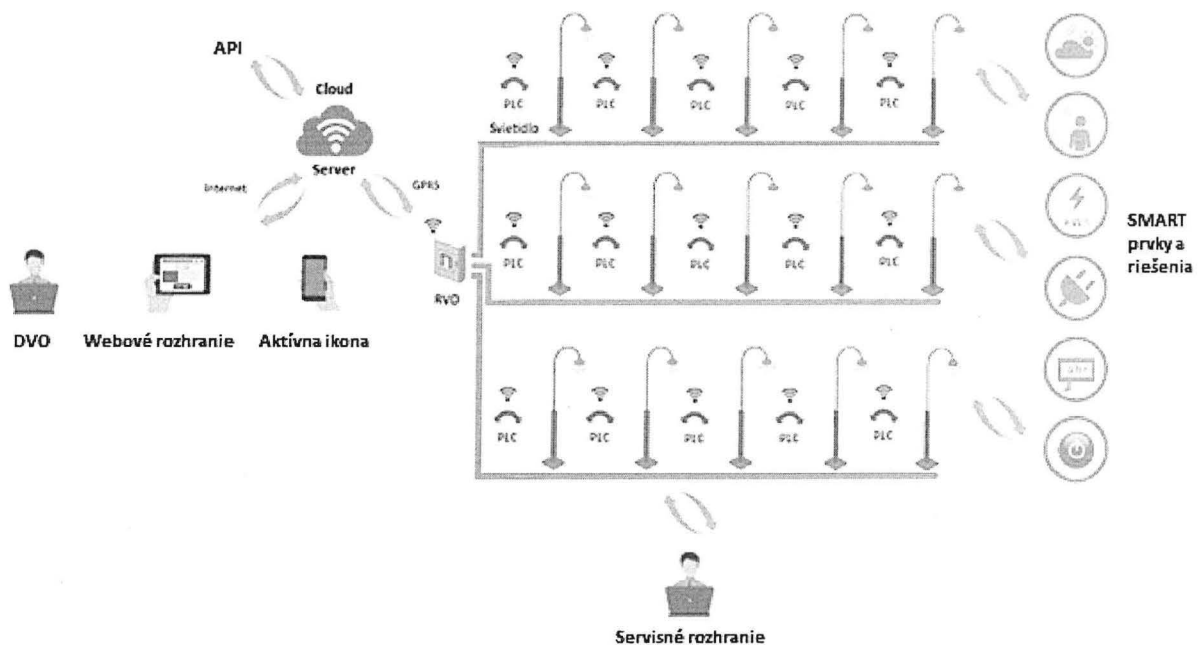 API
Cloud
Server
Internet
GPRS
DVO
Webové rozhranie
Aktívna ikona
RVO
PLC
PLC
PLC
PLC
PLC
Svietidlo
PLC
PLC
PLC
PLC
PLC
PLC
PLC
PLC
PLC
PLC
SMART
prvky a
riešenia
Servisné rozhranie